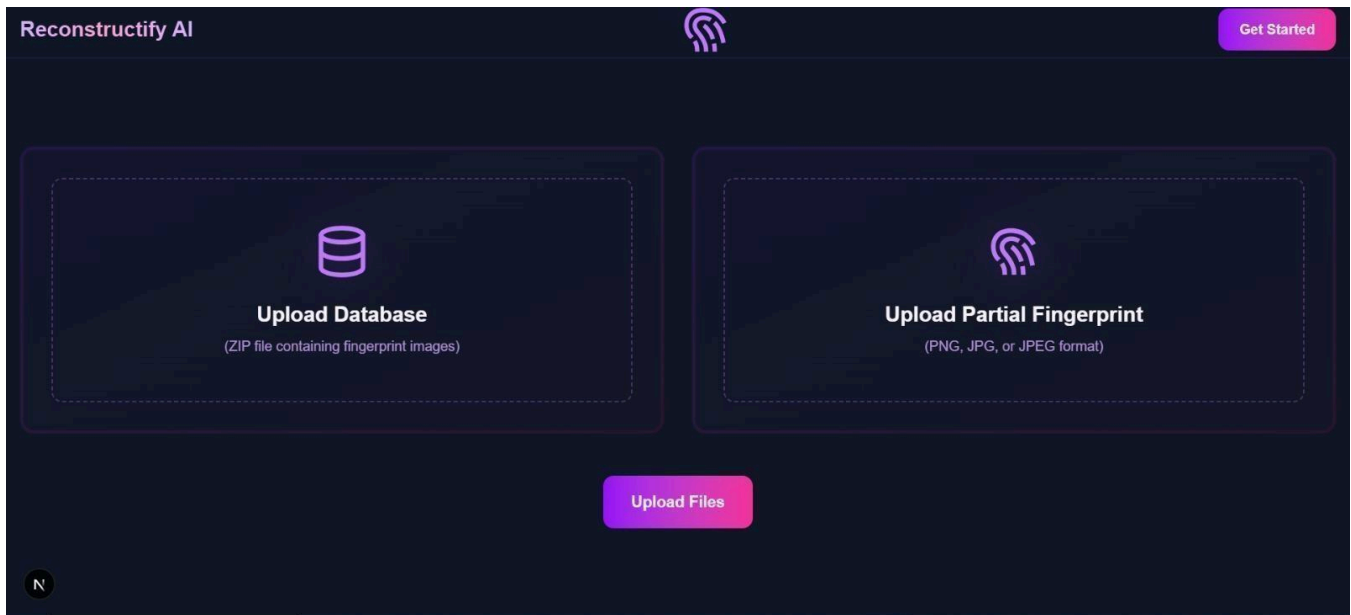 Reconstructify AI
Get Started
Upload Database
(ZIP file containing fingerprint images)
Upload Partial Fingerprint
(PNG, JPG, or JPEG format)
Upload Files
N